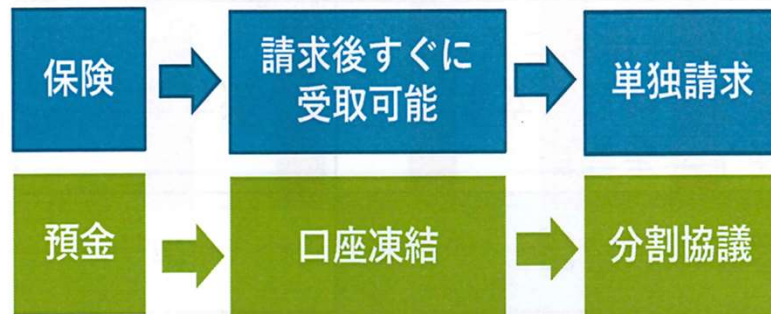 保険
請求後すぐに
受取可能
単独請求
預金
口座凍結
分割協議